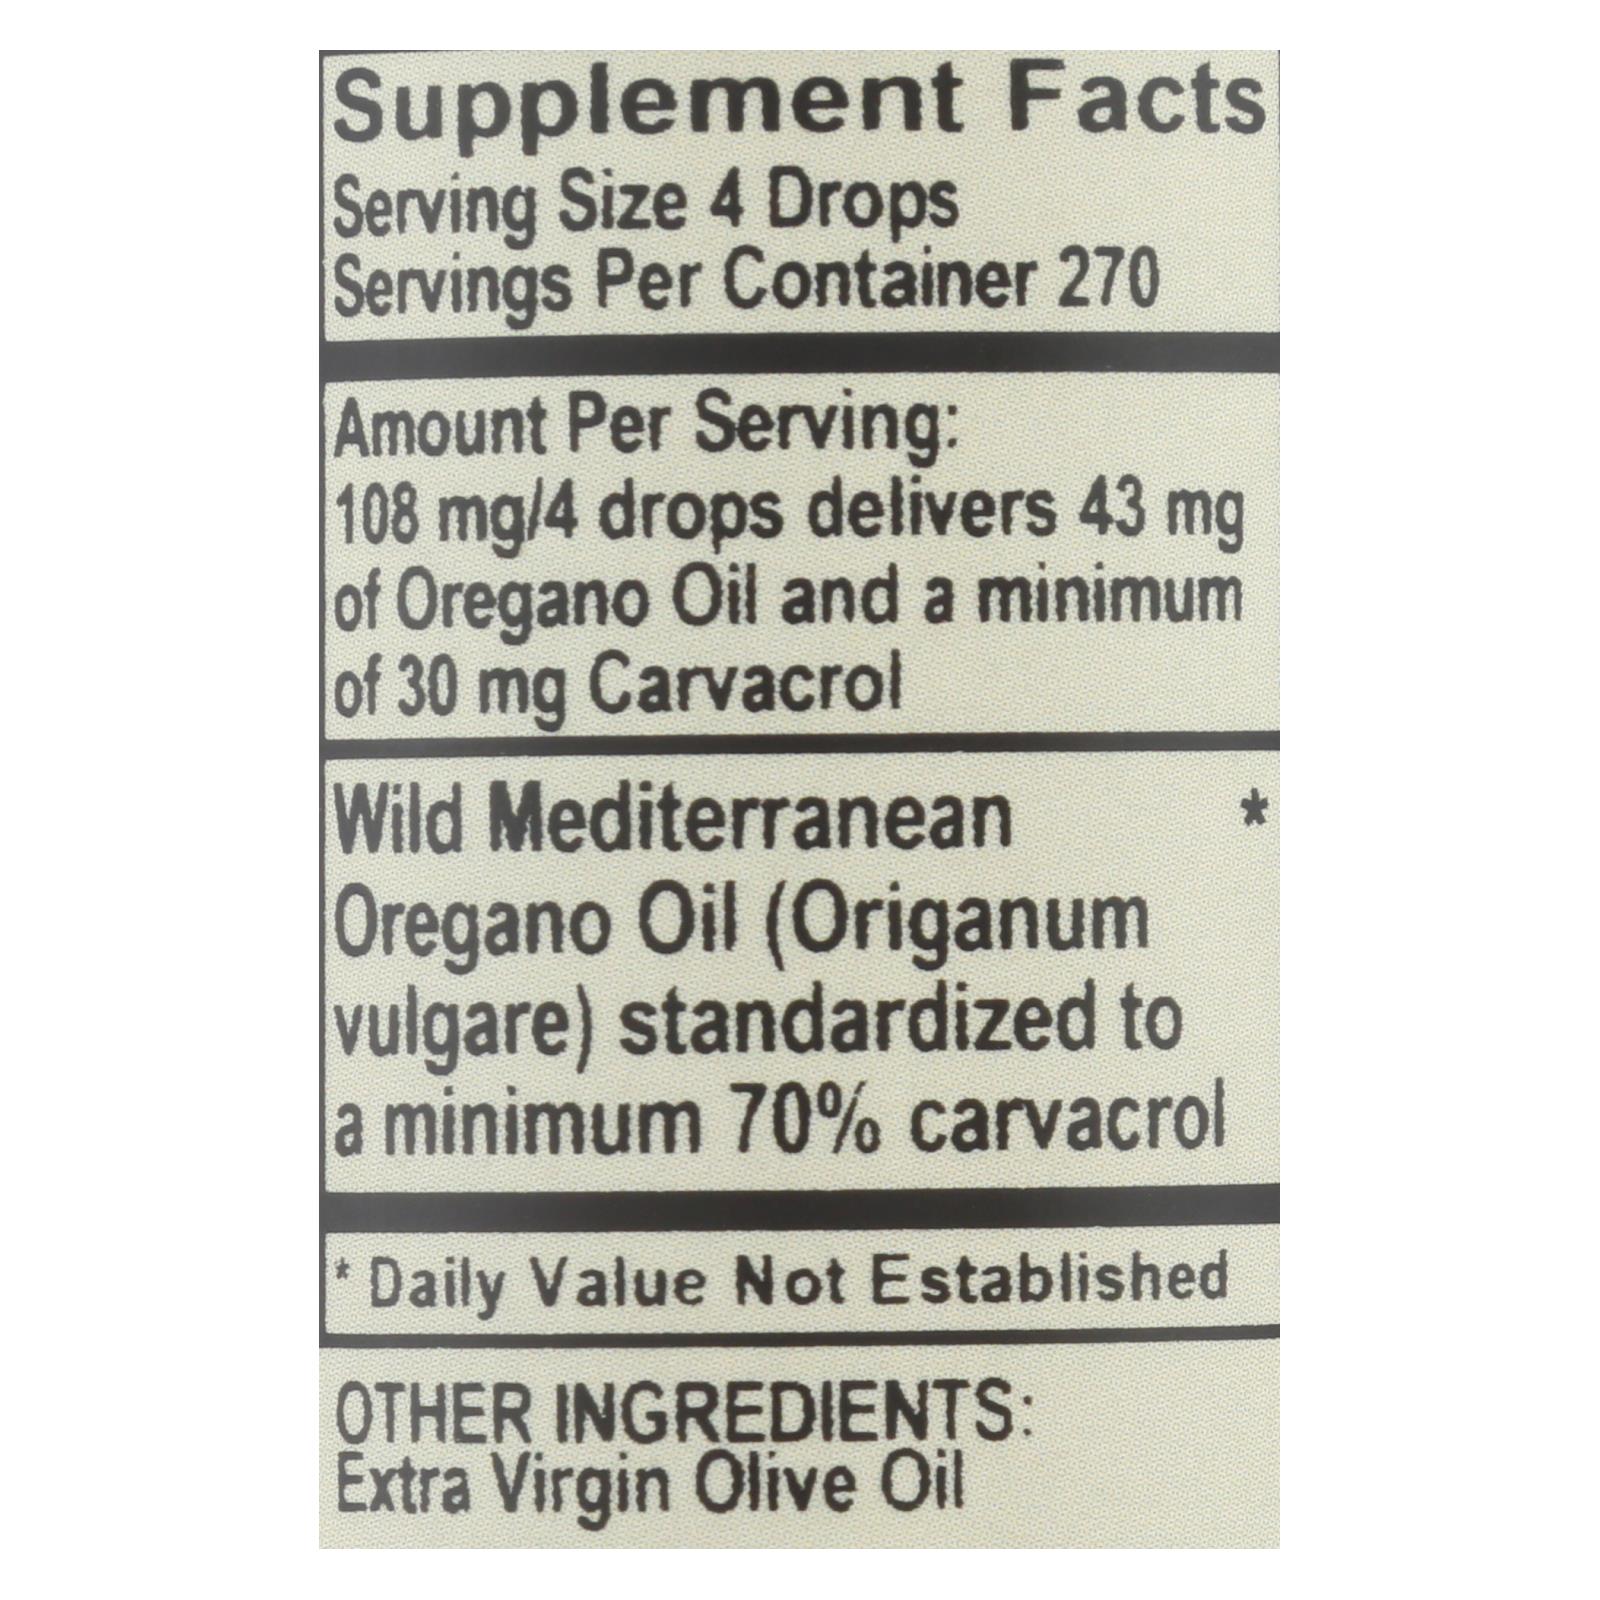 Supplement Facts
Serving Size 4 Drops
Servings Per Container 270
Amount Per Serving:
108 mg/4 drops delivers 43 mg
of Oregano Oil and a minimum
of 30 mg Carvacrol
Wild Mediterranean *
Oregano Oil (Origanum
vulgare) standardized to
a minimum 70% carvacrol
* Daily Value Not Established
OTHER INGREDIENTS:
Extra Virgin Olive Oil